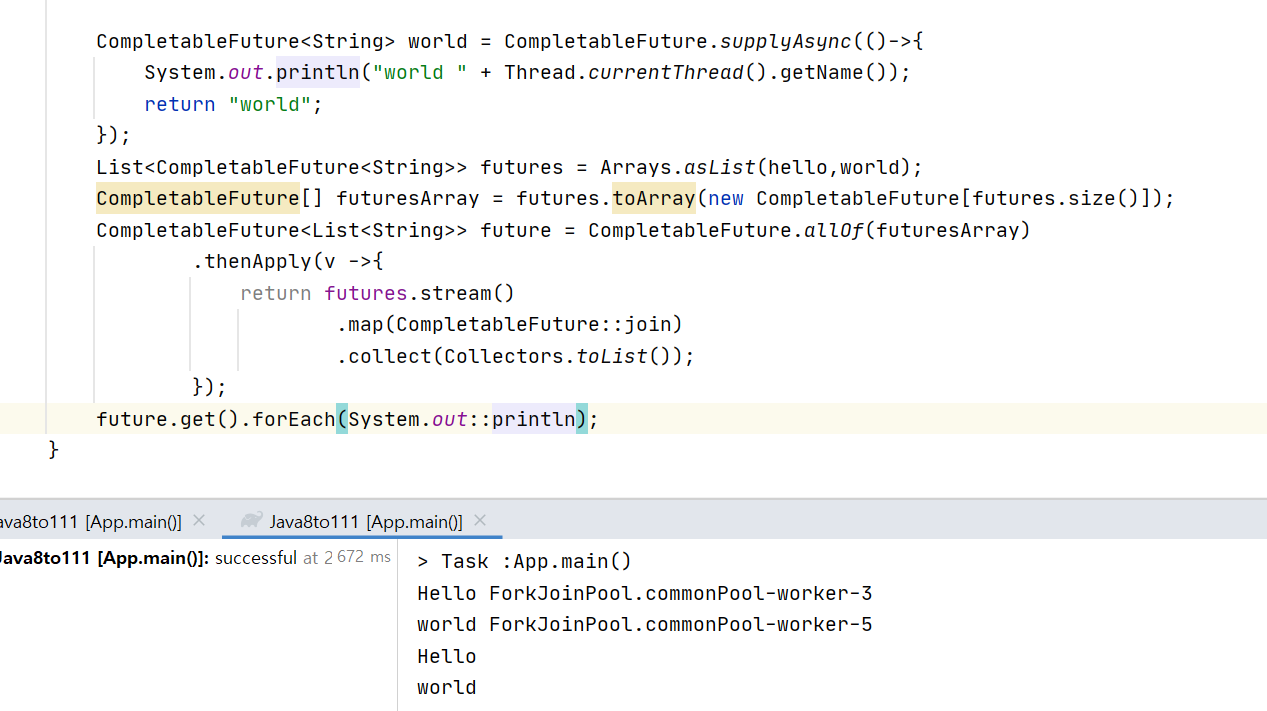 CompletableFuture<String> world = CompletableFuture.supplyAsync(()->{
System.out.println("world " + Thread.currentThread().getName());
return "world";
});
List<CompletableFuture<String>> futures = Arrays.asList(hello,world);
CompletableFuture[] futuresArray = futures.toArray(new CompletableFuture[futures.size()]);
CompletableFuture<List<String>> future = CompletableFuture.allOf(futuresArray)
.thenApply(v ->{
return futures.stream()
.map(CompletableFuture::join)
.collect(Collectors.toList());
});
future.get().forEach(System.out::println);
}
ava8to111 [App.main()] × Java8to111 [App.main()] ×
Java8to111 [App.main()]: successful at 2 672 ms
> Task :App.main()
Hello ForkJoinPool.commonPool-worker-3
world ForkJoinPool.commonPool-worker-5
Hello
world